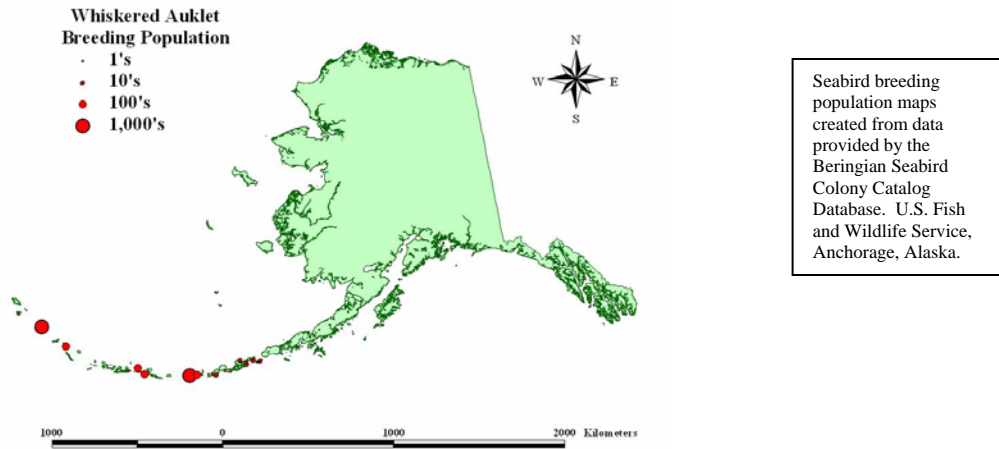 Whiskered Auklet
Breeding Population
1's
10's
100's
1,000's
N
W E
S
Seabird breeding
population maps
created from data
provided by the
Beringian Seabird
Colony Catalog
Database. U.S. Fish
and Wildlife Service,
Anchorage, Alaska.
1000 0 1000 2000 Kilometers